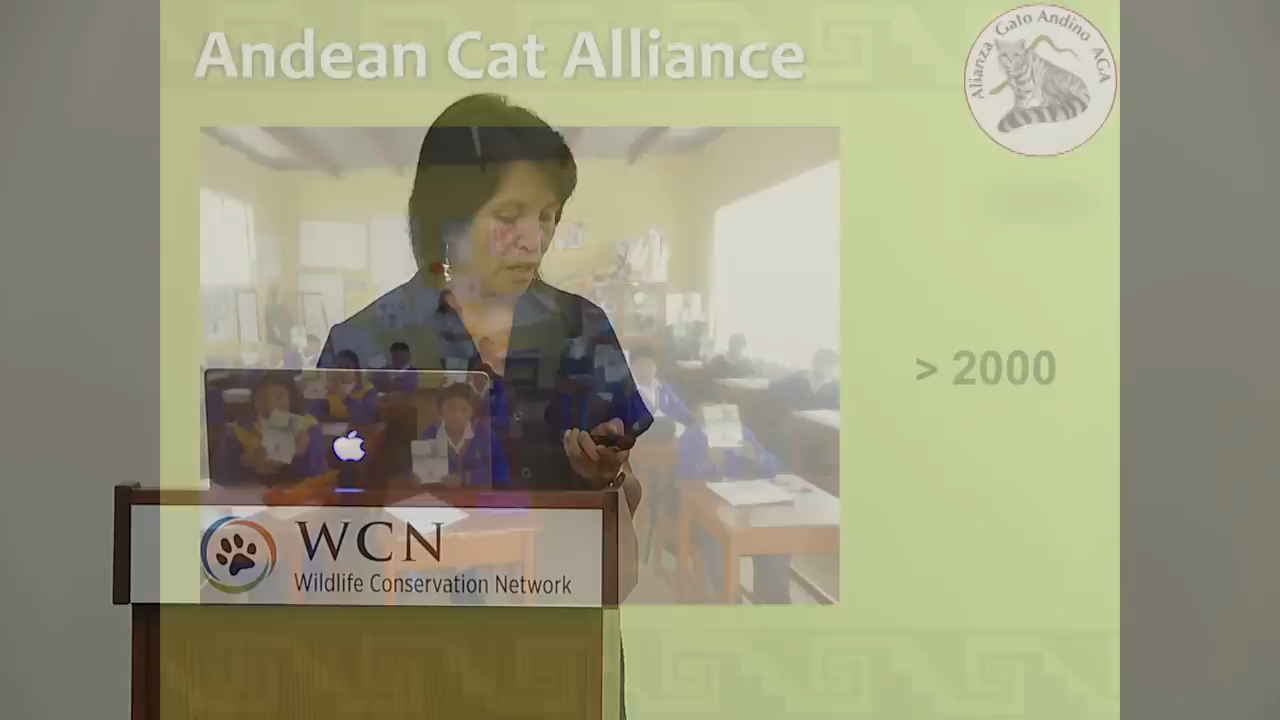 Andean Cat Alliance
Alianza Gato Andino AGA
> 2000
WCN
Wildlife Conservation Network